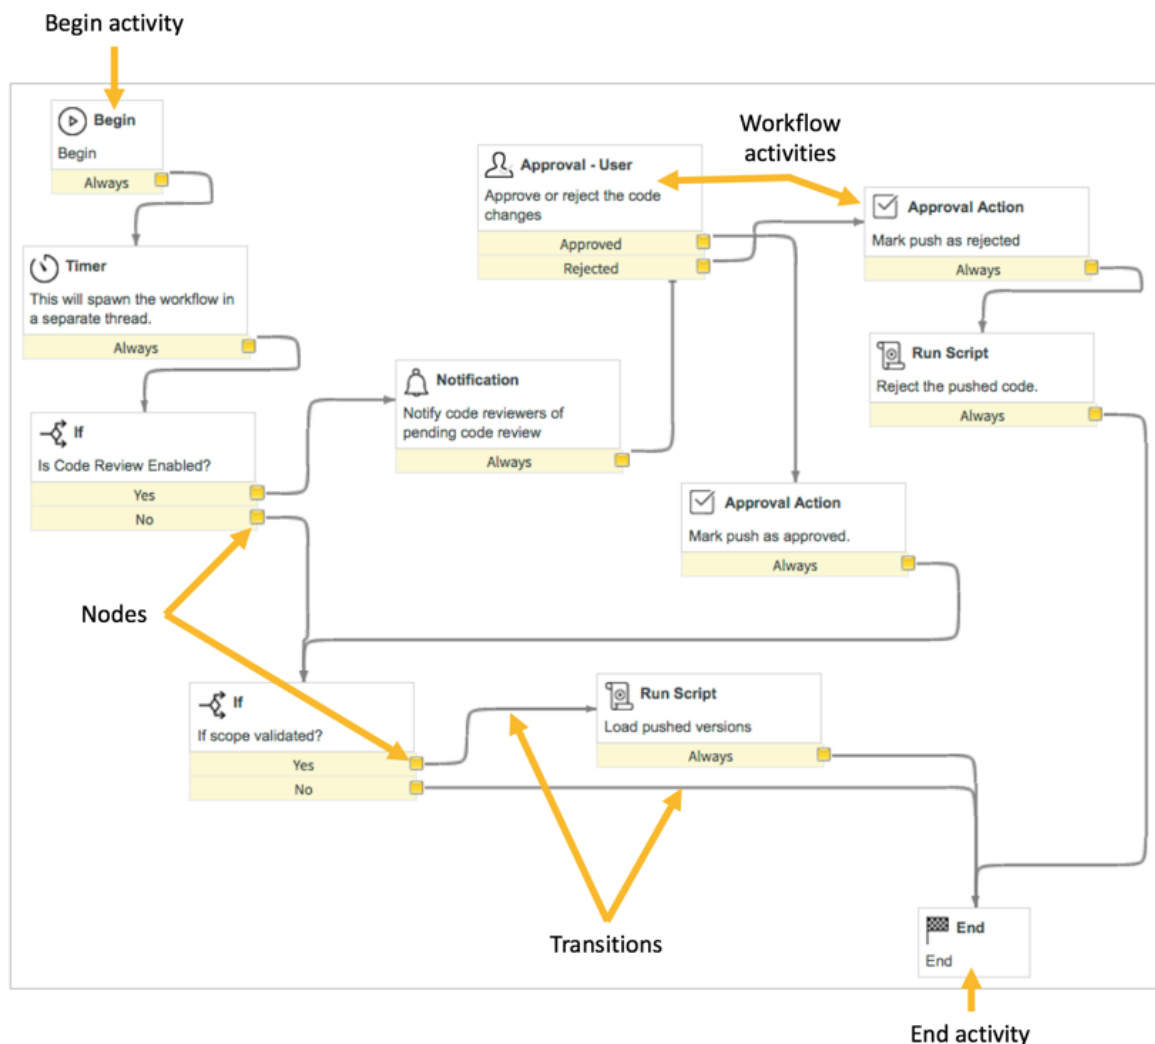 Begin activity
Begin
Begin
Always
Workflow
activities
Approval - User
Approve or reject the code
changes
Approved
Rejected
Approval Action
Mark push as rejected
Always
Timer
This will spawn the workflow in
a separate thread.
Always
Run Script
Reject the pushed code.
Always
Notification
Notify code reviewers of
pending code review
Always
If
Is Code Review Enabled?
Yes
No
Approval Action
Mark push as approved.
Always
Nodes
If
If scope validated?
Yes
No
Run Script
Load pushed versions
Always
Transitions
End
End
End activity